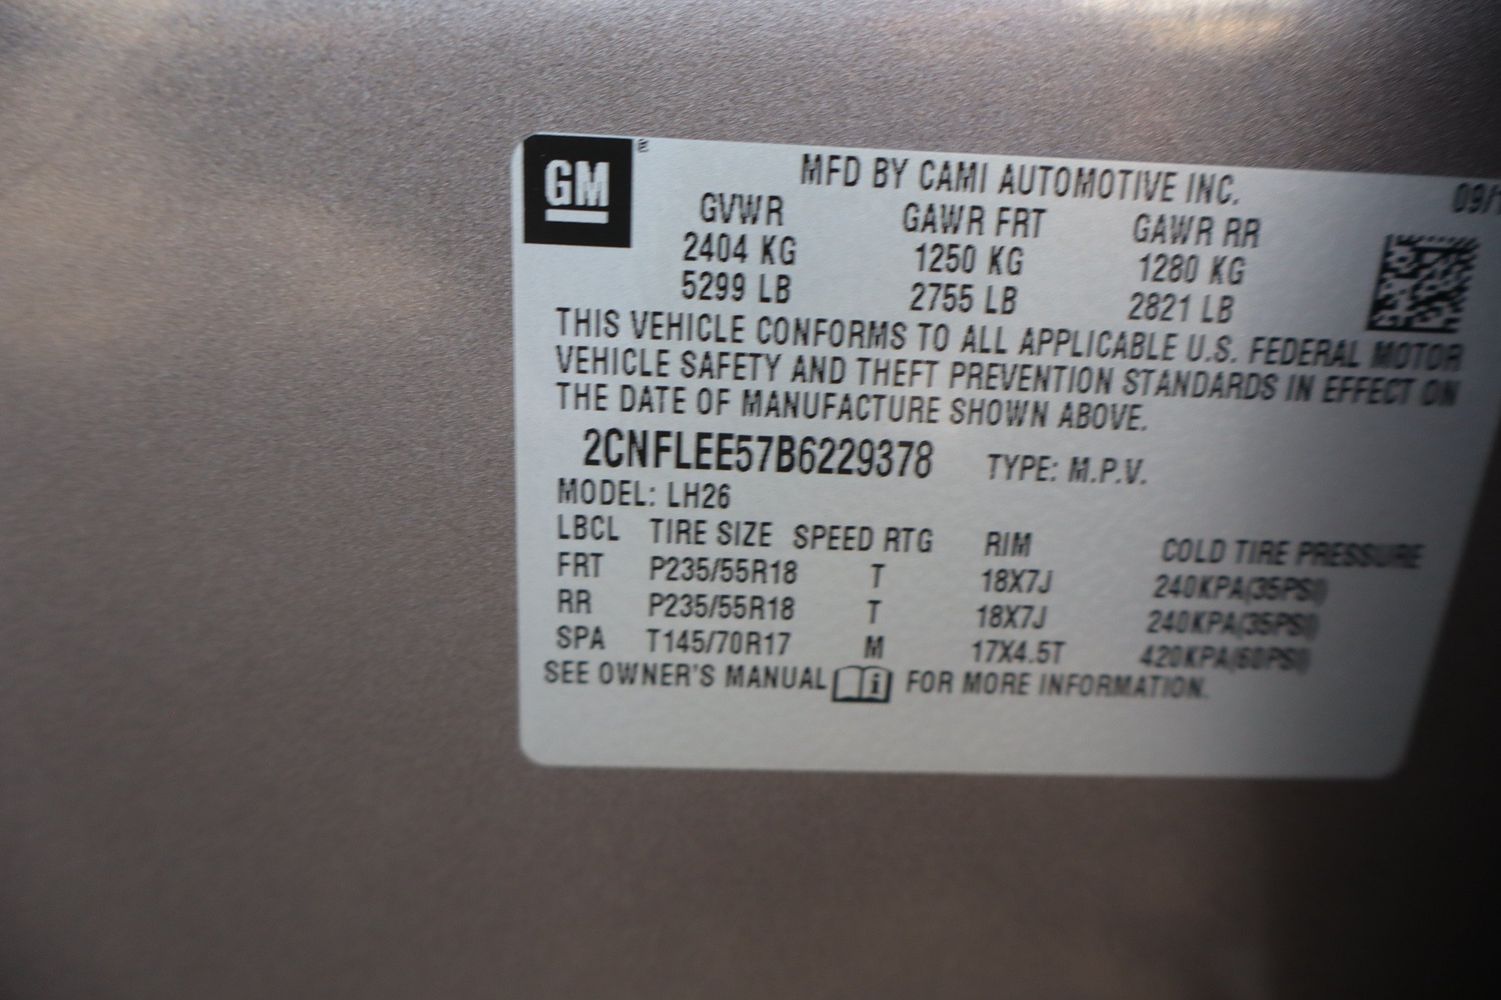 GM ® MFD BY CAMI AUTOMOTIVE INC. 09/
GVWR GAWR FRT GAWR RR
2404 KG 1250 KG 1280 KG
5299 LB 2755 LB 2821 LB
THIS VEHICLE CONFORMS TO ALL APPLICABLE U.S. FEDERAL MOTOR
VEHICLE SAFETY AND THEFT PREVENTION STANDARDS IN EFFECT ON
THE DATE OF MANUFACTURE SHOWN ABOVE.
2CNFLEE57B6229378 TYPE: M.P.V.
MODEL: LH26
LBCL TIRE SIZE SPEED RTG RIM COLD TIRE PRESSURE
FRT P235/55R18 T 18X7J 240KPA(35PSI)
RR P235/55R18 T 18X7J 240KPA(35PSI)
SPA T145/70R17 M 17X4.5T 420KPA(60PSI)
SEE OWNER'S MANUAL i FOR MORE INFORMATION.